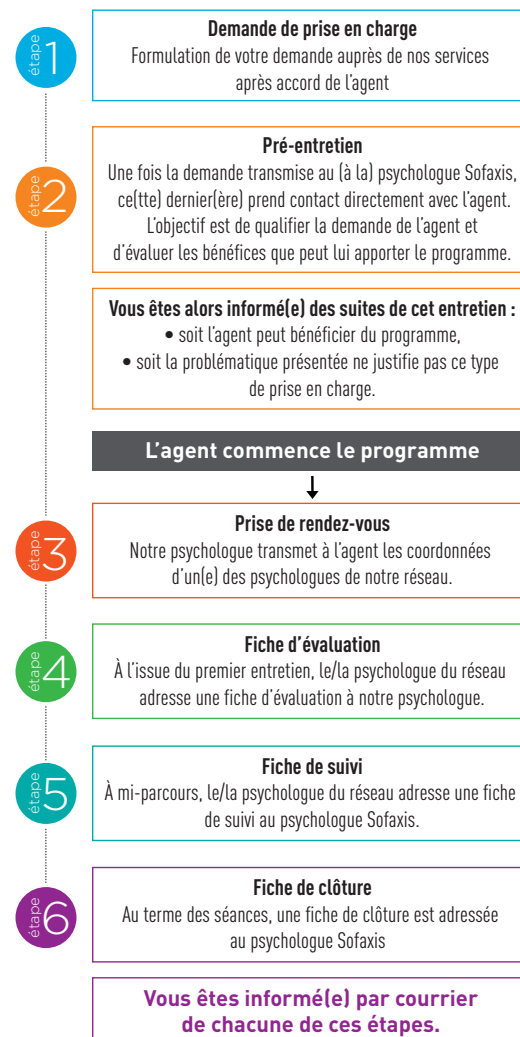 étape 1
Demande de prise en charge
Formulation de votre demande auprès de nos services
après accord de l'agent
étape 2
Pré-entretien
Une fois la demande transmise au (à la) psychologue Sofaxis,
ce(tte) dernier(ère) prend contact directement avec l'agent.
L'objectif est de qualifier la demande de l'agent et
d'évaluer les bénéfices que peut lui apporter le programme.
Vous êtes alors informé(e) des suites de cet entretien :
• soit l'agent peut bénéficier du programme,
• soit la problématique présentée ne justifie pas ce type
de prise en charge.
L'agent commence le programme
étape 3
Prise de rendez-vous
Notre psychologue transmet à l'agent les coordonnées
d'un(e) des psychologues de notre réseau.
étape 4
Fiche d'évaluation
À l'issue du premier entretien, le/la psychologue du réseau
adresse une fiche d'évaluation à notre psychologue.
étape 5
Fiche de suivi
À mi-parcours, le/la psychologue du réseau adresse une fiche
de suivi au psychologue Sofaxis.
étape 6
Fiche de clôture
Au terme des séances, une fiche de clôture est adressée
au psychologue Sofaxis
Vous êtes informé(e) par courrier
de chacune de ces étapes.